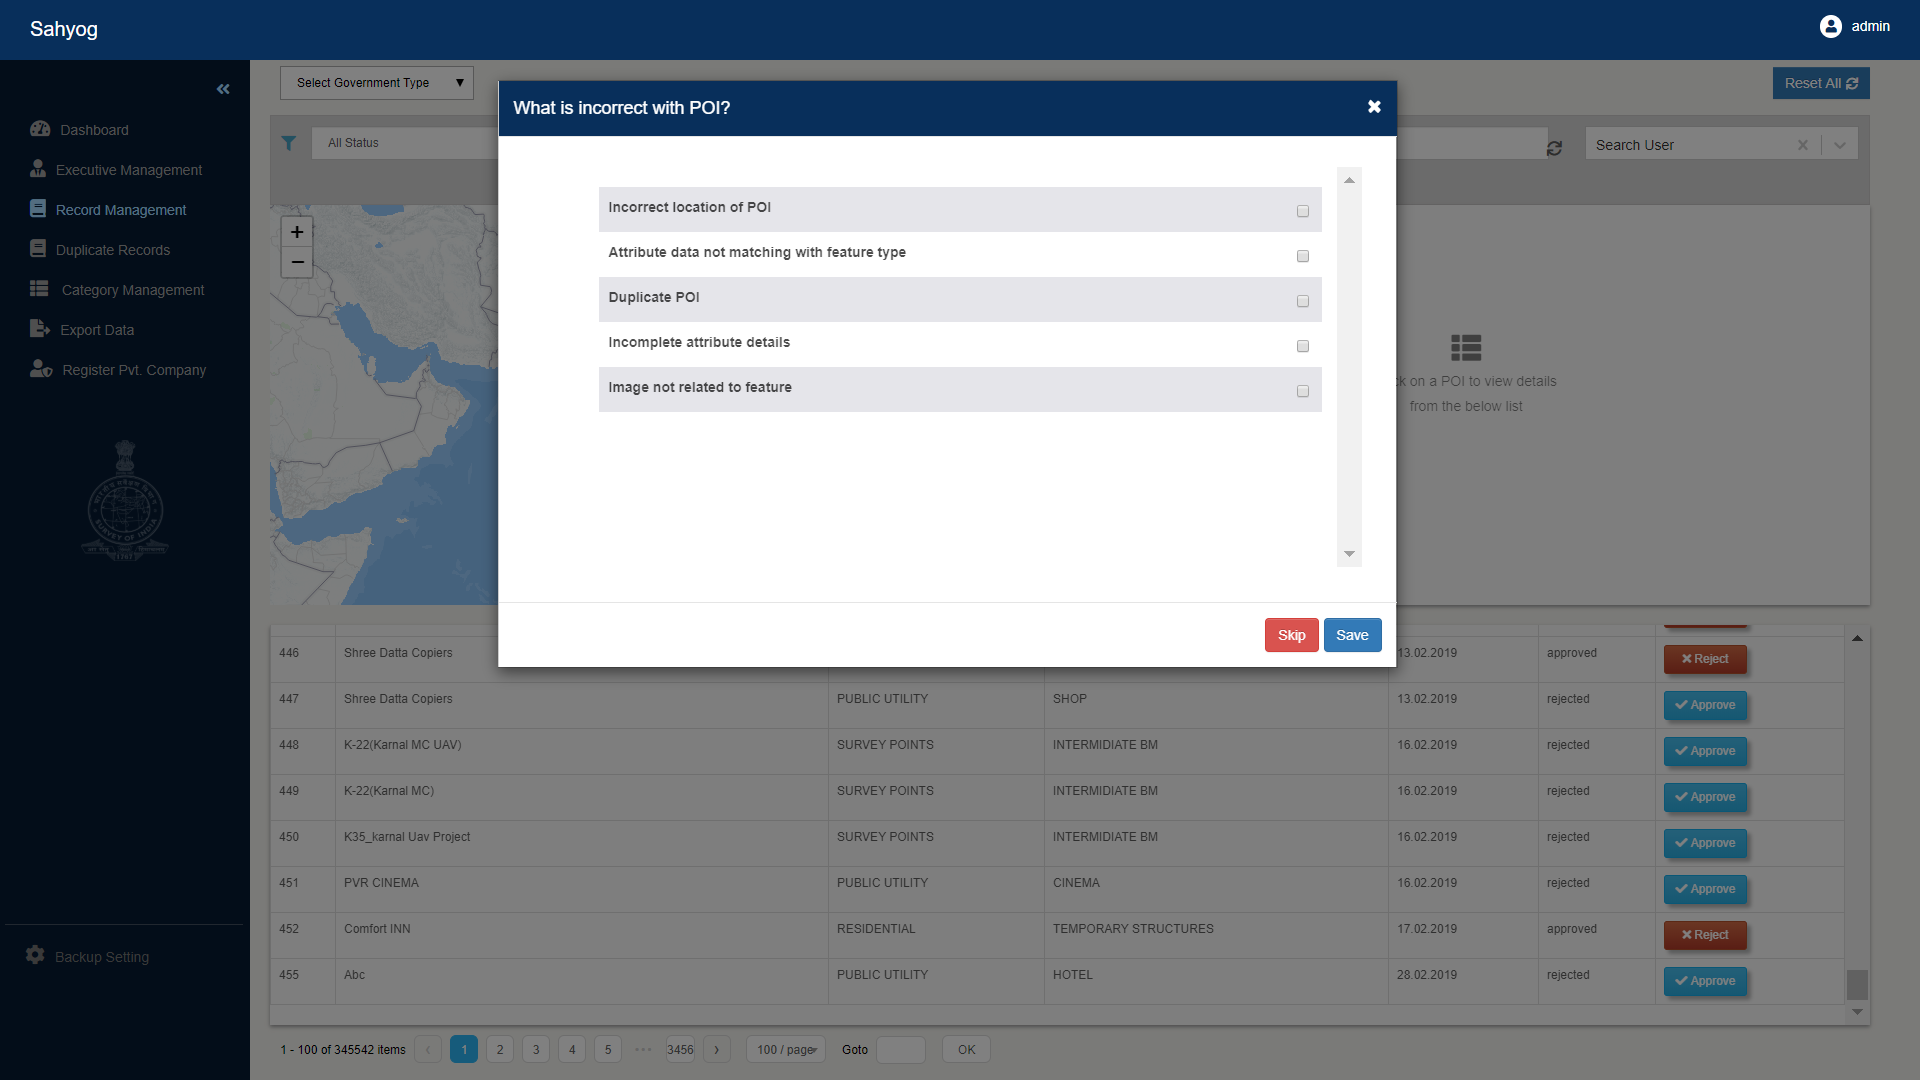 Sahyog
admin
Dashboard
Executive Management
Record Management
Duplicate Records
Category Management
Export Data
Register Pvt. Company
SURVEY OF INDIA
1767
Backup Setting
Select Government Type
Reset All
All Status
Search User
+
−
What is incorrect with POI?
Incorrect location of POI
Attribute data not matching with feature type
Duplicate POI
Incomplete attribute details
Image not related to feature
Skip Save
on a POI to view details
from the below list
446 Shree Datta Copiers 13.02.2019 approved Reject
447 Shree Datta Copiers PUBLIC UTILITY SHOP 13.02.2019 rejected Approve
448 K-22(Karnal MC UAV) SURVEY POINTS INTERMIDIATE BM 16.02.2019 rejected Approve
449 K-22(Karnal MC) SURVEY POINTS INTERMIDIATE BM 16.02.2019 rejected Approve
450 K35_karnal Uav Project SURVEY POINTS INTERMIDIATE BM 16.02.2019 rejected Approve
451 PVR CINEMA PUBLIC UTILITY CINEMA 16.02.2019 rejected Approve
452 Comfort INN RESIDENTIAL TEMPORARY STRUCTURES 17.02.2019 approved Reject
455 Abc PUBLIC UTILITY HOTEL 28.02.2019 rejected Approve
1 - 100 of 345542 items 1 2 3 4 5 ••• 3456 100 / page Goto OK